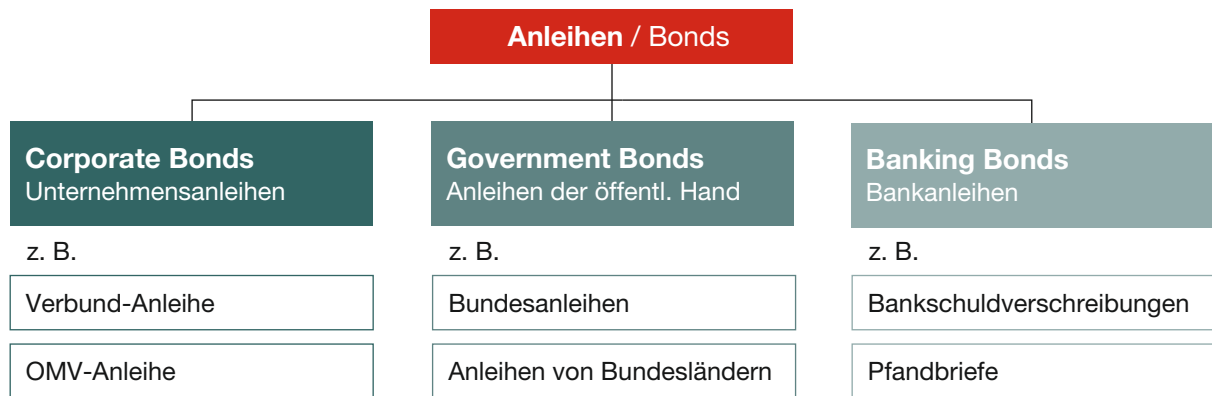 Anleihen / Bonds
Corporate Bonds
Unternehmensanleihen
z. B.
Verbund-Anleihe
OMV-Anleihe
Government Bonds
Anleihen der öffentl. Hand
z. B.
Bundesanleihen
Anleihen von Bundesländern
Banking Bonds
Bankanleihen
z. B.
Bankschuldverschreibungen
Pfandbriefe